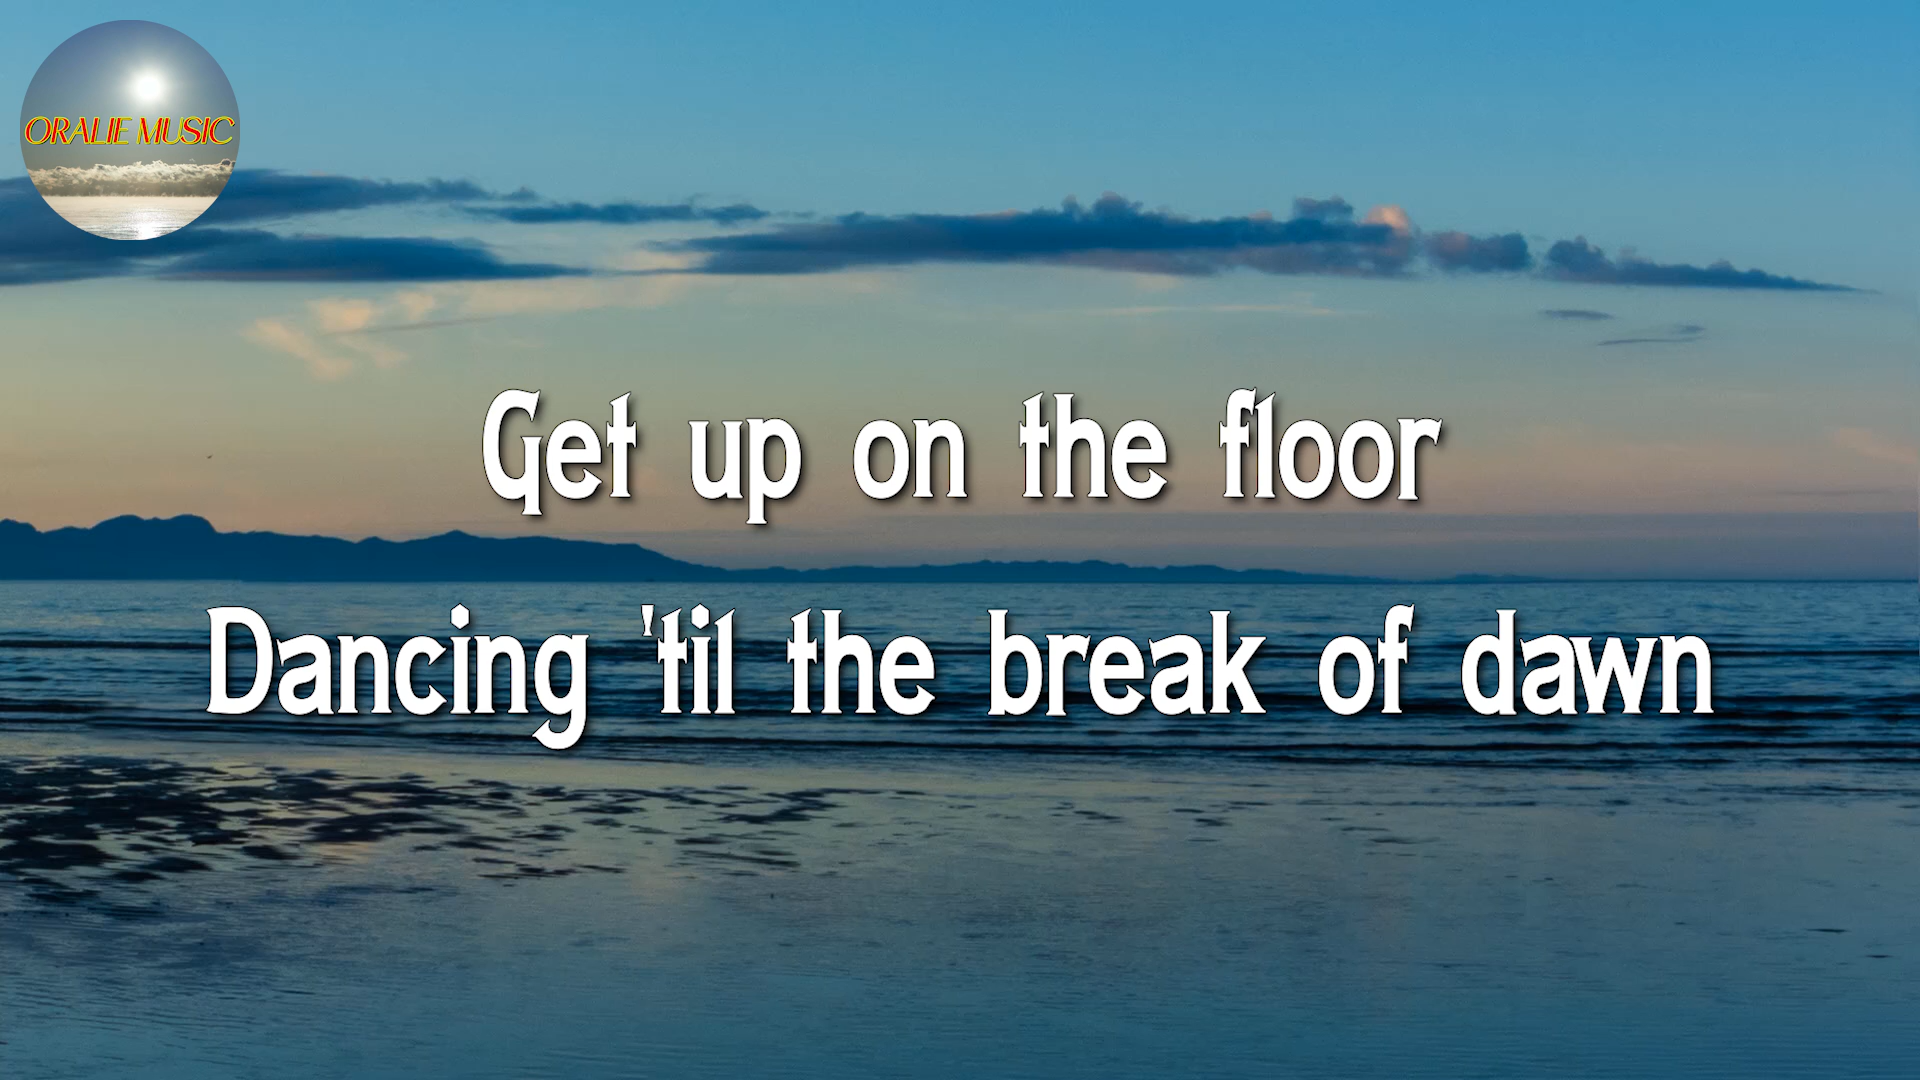 ORALIE MUSIC
Get up on the floor
Dancing 'til the break of dawn